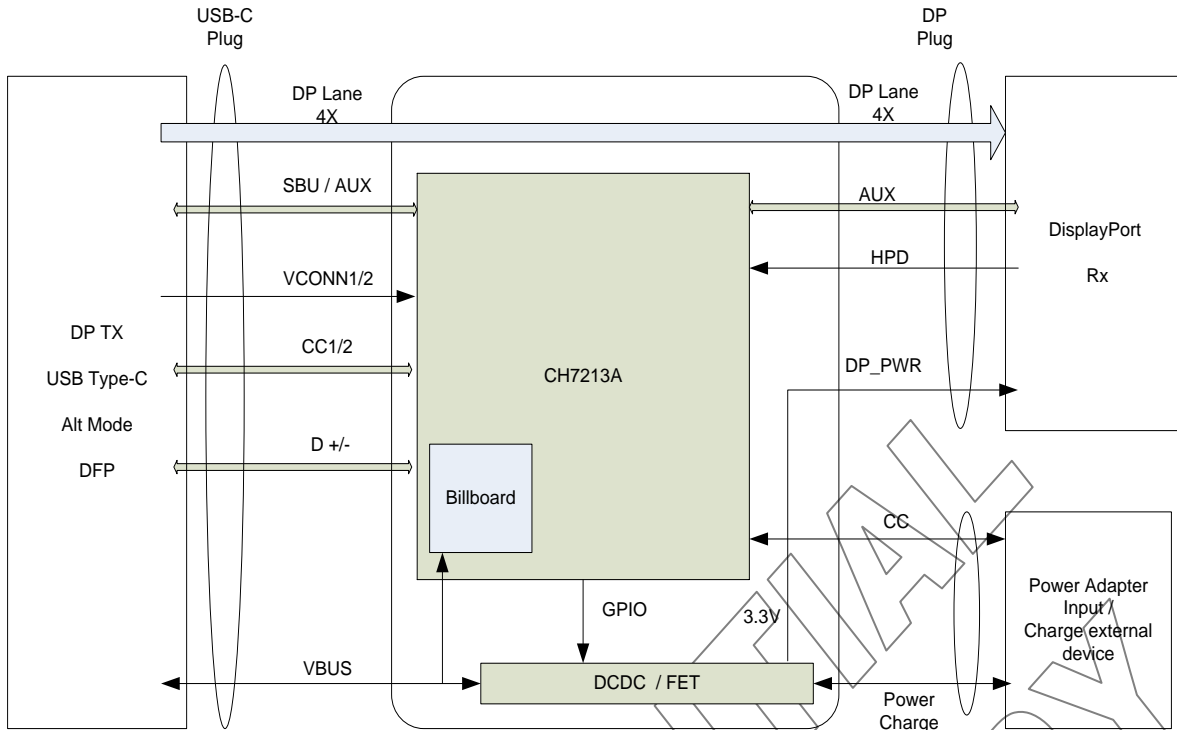 USB-C
Plug
DP
Plug
DP Lane
4X
DP Lane
4X
SBU / AUX
AUX
VCONN1/2
HPD
DisplayPort
Rx
DP TX
USB Type-C
Alt Mode
DFP
CC1/2
CH7213A
DP_PWR
D +/-
Billboard
CC
GPIO
3.3V
Power Adapter
Input /
Charge external
device
VBUS
DCDC / FET
Power
Charge